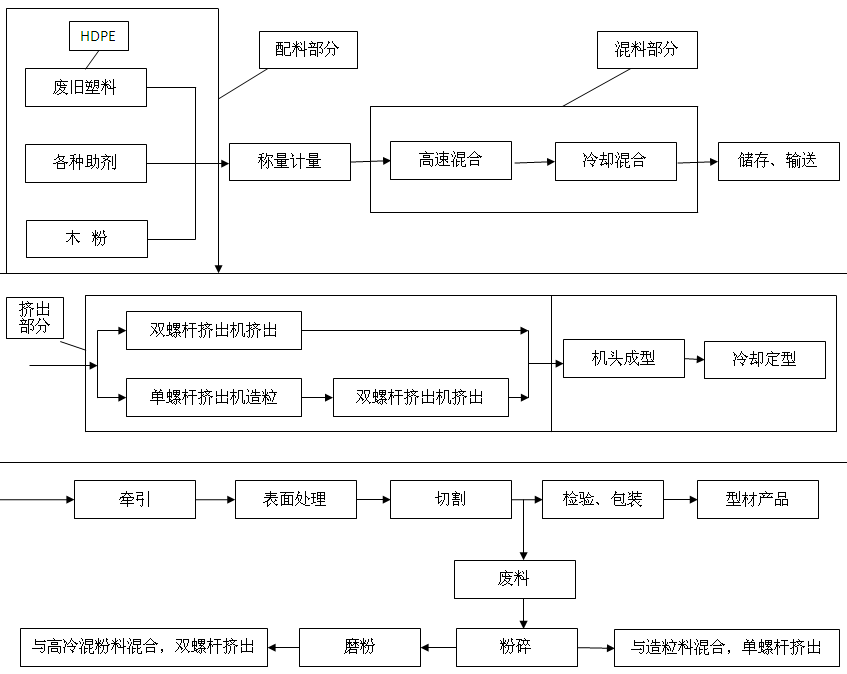 HDPE
配料部分
混料部分
废旧塑料
各种助剂
称量计量
高速混合
冷却混合
储存、输送
木 粉
挤出
部分
双螺杆挤出机挤出
机头成型
冷却定型
单螺杆挤出机造粒
双螺杆挤出机挤出
牵引
表面处理
切割
检验、包装
型材产品
废料
与高冷混粉料混合，双螺杆挤出
磨粉
粉碎
与造粒料混合，单螺杆挤出